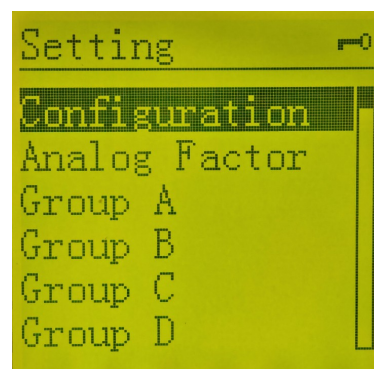 Setting
Configuration
Analog Factor
Group A
Group B
Group C
Group D